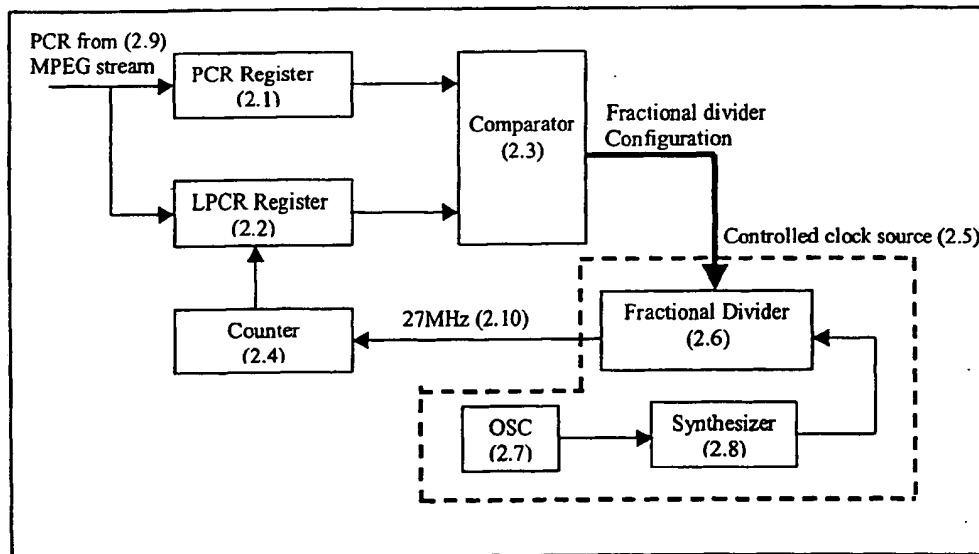 PCR from (2.9)
MPEG stream
PCR Register
(2.1)
Comparator
(2.3)
Fractional divider
Configuration
LPCR Register
(2.2)
Controlled clock source (2.5)
Counter
(2.4)
27MHz (2.10)
Fractional Divider
(2.6)
OSC
(2.7)
Synthesizer
(2.8)